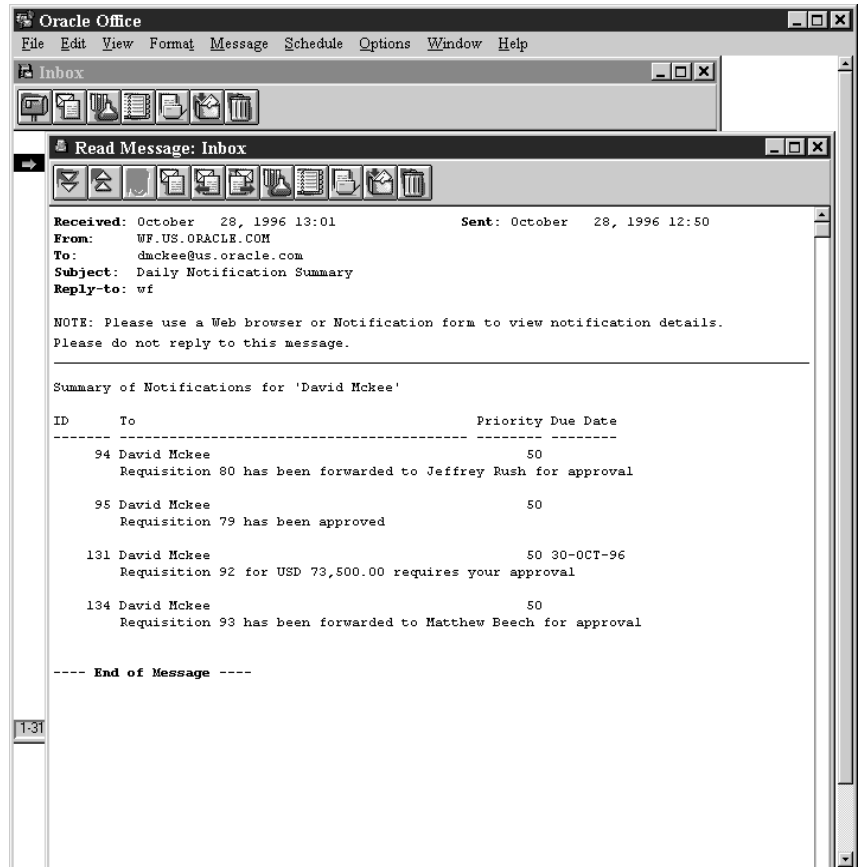 Oracle Office
File Edit View Format Message Schedule Options Window Help
Inbox
Read Message: Inbox
Received: October 28, 1996 13:01 Sent: October 28, 1996 12:50
From: WF.US.ORACLE.COM
To: dmckee@us.oracle.com
Subject: Daily Notification Summary
Reply-to: wf
NOTE: Please use a Web browser or Notification form to view notification details.
Please do not reply to this message.
Summary of Notifications for 'David Mckee'
ID To Priority Due Date
------- ------------------------------------------ -------- --------
94 David Mckee 50
Requisition 80 has been forwarded to Jeffrey Rush for approval
95 David Mckee 50
Requisition 79 has been approved
131 David Mckee 50 30-OCT-96
Requisition 92 for USD 73,500.00 requires your approval
134 David Mckee 50
Requisition 93 has been forwarded to Matthew Beech for approval
---- End of Message ----
1-31